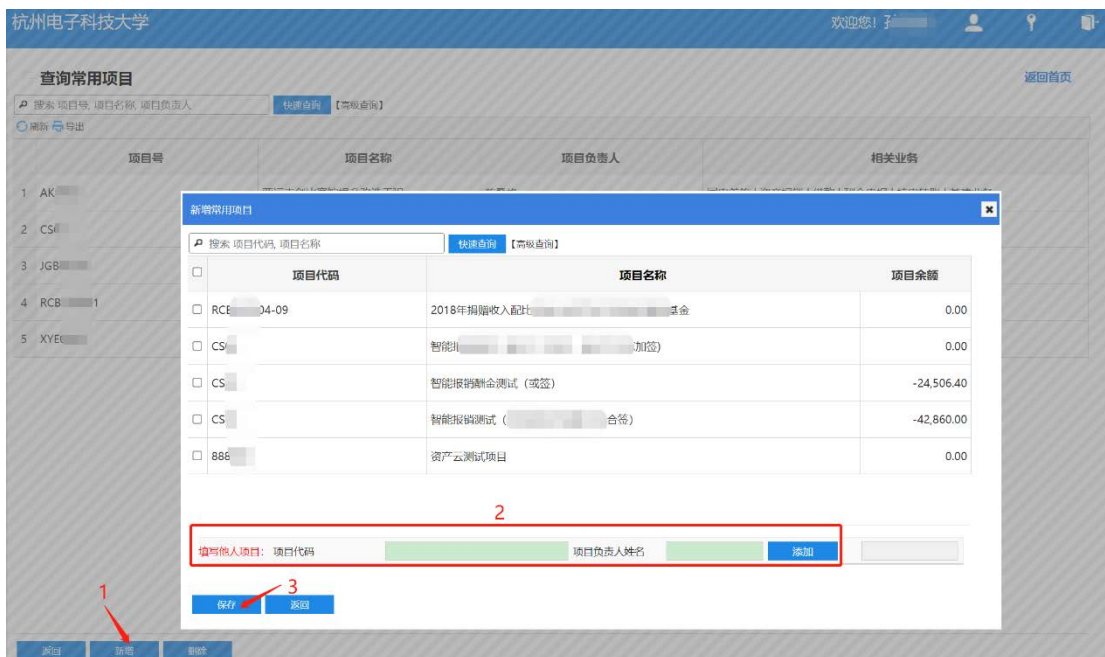 杭州电子科技大学 欢迎您！
查询常用项目 返回首页
搜索 项目号, 项目名称, 项目负责人 快速查询 【高级查询】
刷新 导出
项目号 项目名称 项目负责人 相关业务
1 AK
2 CS
3 JGB
4 RCB 1
5 XYE
新增常用项目
搜索 项目代码, 项目名称 快速查询 【高级查询】
项目代码 项目名称 项目余额
RCE 04-09 2018年捐赠收入配比 基金 0.00
CS 智能 加签) 0.00
CS 智能报销酬金测试（或签） -24,506.40
CS 智能报销测试（ 合签） -42,860.00
888 资产云测试项目 0.00
2
填写他人项目： 项目代码 项目负责人姓名 添加
1
3
保存 返回
返回 新增 删除